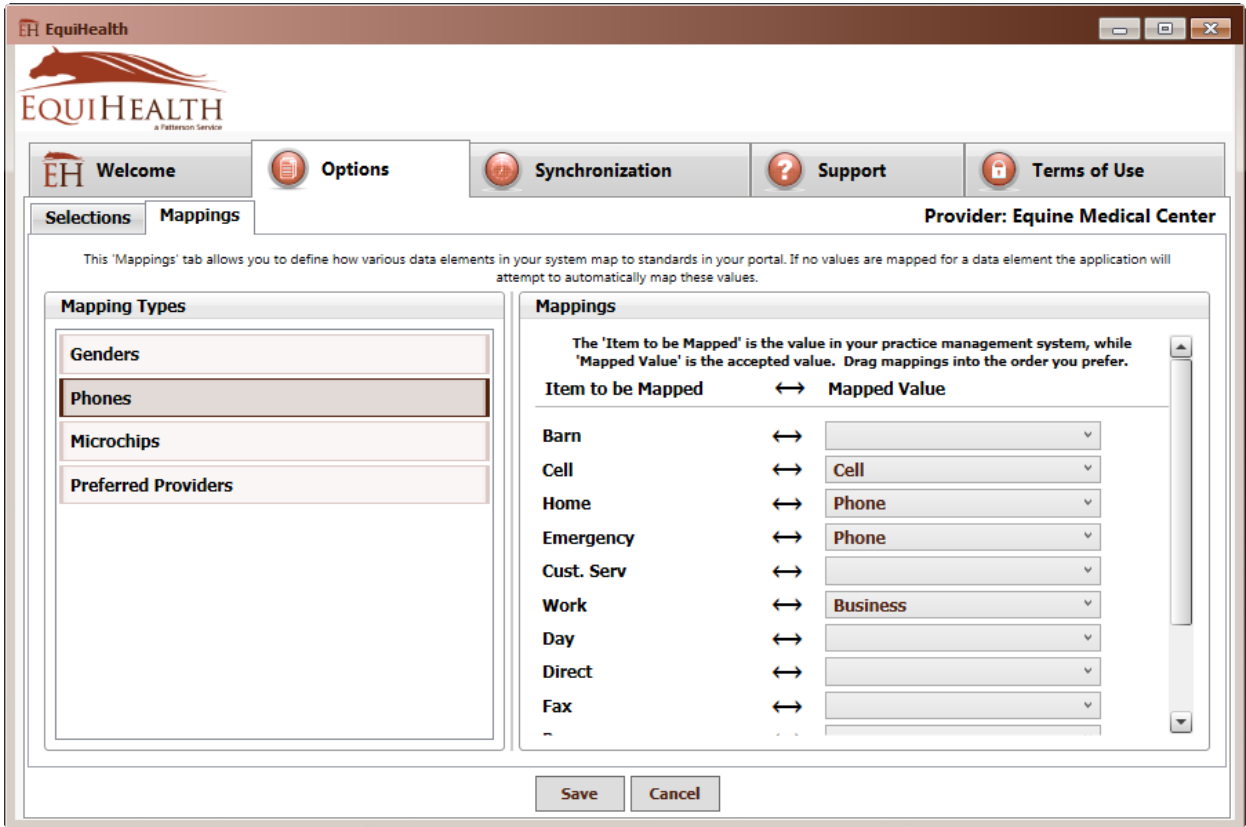 EH EquiHealth
EQUIHEALTH
a Patterson Service
EH Welcome
Options
Synchronization
? Support
Terms of Use
Selections
Mappings
Provider: Equine Medical Center
This 'Mappings' tab allows you to define how various data elements in your system map to standards in your portal. If no values are mapped for a data element the application will
attempt to automatically map these values.
Mapping Types
Genders
Phones
Microchips
Preferred Providers
Mappings
The 'Item to be Mapped' is the value in your practice management system, while
'Mapped Value' is the accepted value. Drag mappings into the order you prefer.
Item to be Mapped ↔ Mapped Value
Barn ↔
Cell ↔ Cell
Home ↔ Phone
Emergency ↔ Phone
Cust. Serv ↔
Work ↔ Business
Day ↔
Direct ↔
Fax ↔
Save
Cancel